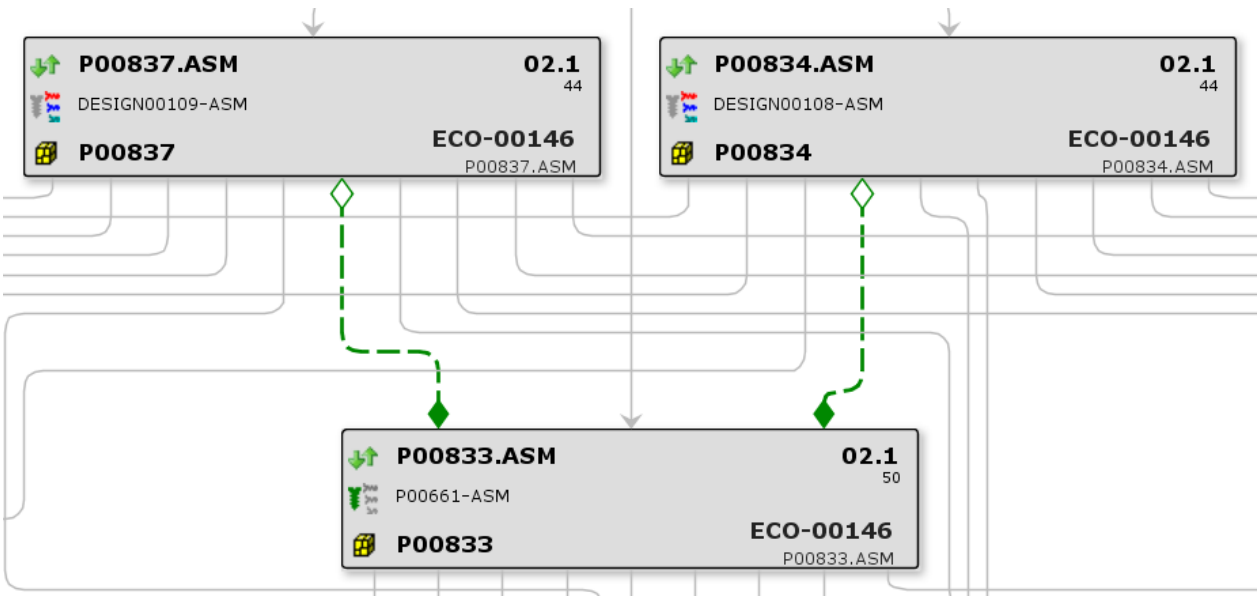 P00837.ASM 02.1
44
DESIGN00109-ASM
ECO-00146
P00837
P00837.ASM
P00834.ASM 02.1
44
DESIGN00108-ASM
ECO-00146
P00834
P00834.ASM
P00833.ASM 02.1
50
P00661-ASM
ECO-00146
P00833
P00833.ASM